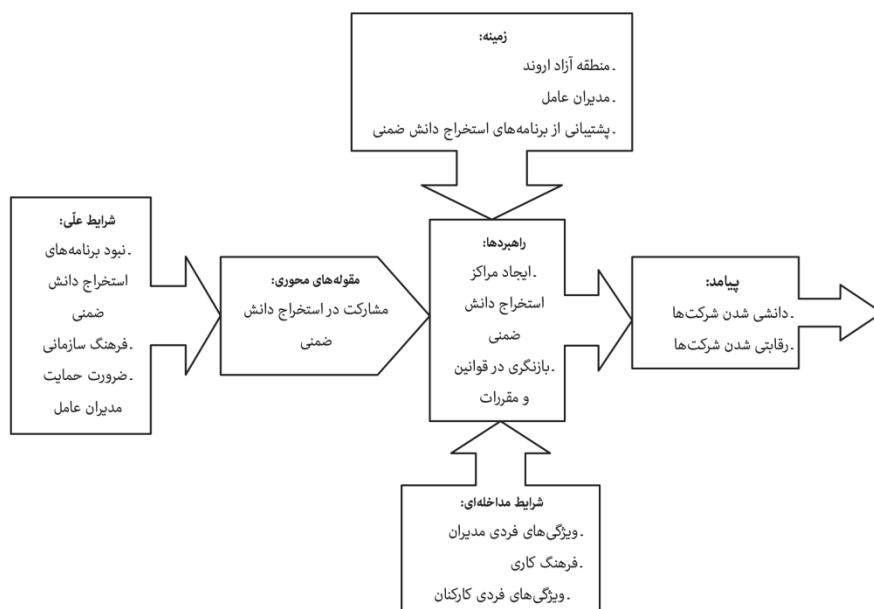 زمینه:
ـ منطقه آزاد اروند
ـ مدیران عامل
ـ پشتیبانی از برنامه‌های استخراج دانش ضمنی
شرایط علّی:
ـ نبود برنامه‌های
استخراج دانش
ضمنی
ـ فرهنگ سازمانی
ـ ضرورت حمایت
مدیران عامل
مقوله‌های محوری:
مشارکت در استخراج دانش
ضمنی
راهبردها:
ـ ایجاد مراکز
استخراج دانش
ضمنی
ـ بازنگری در قوانین
و مقررات
پیامد:
ـ دانشی شدن شرکت‌ها
ـ رقابتی شدن شرکت‌ها
شرایط مداخله‌ای:
ـ ویژگی‌های فردی مدیران
ـ فرهنگ کاری
ـ ویژگی‌های فردی کارکنان